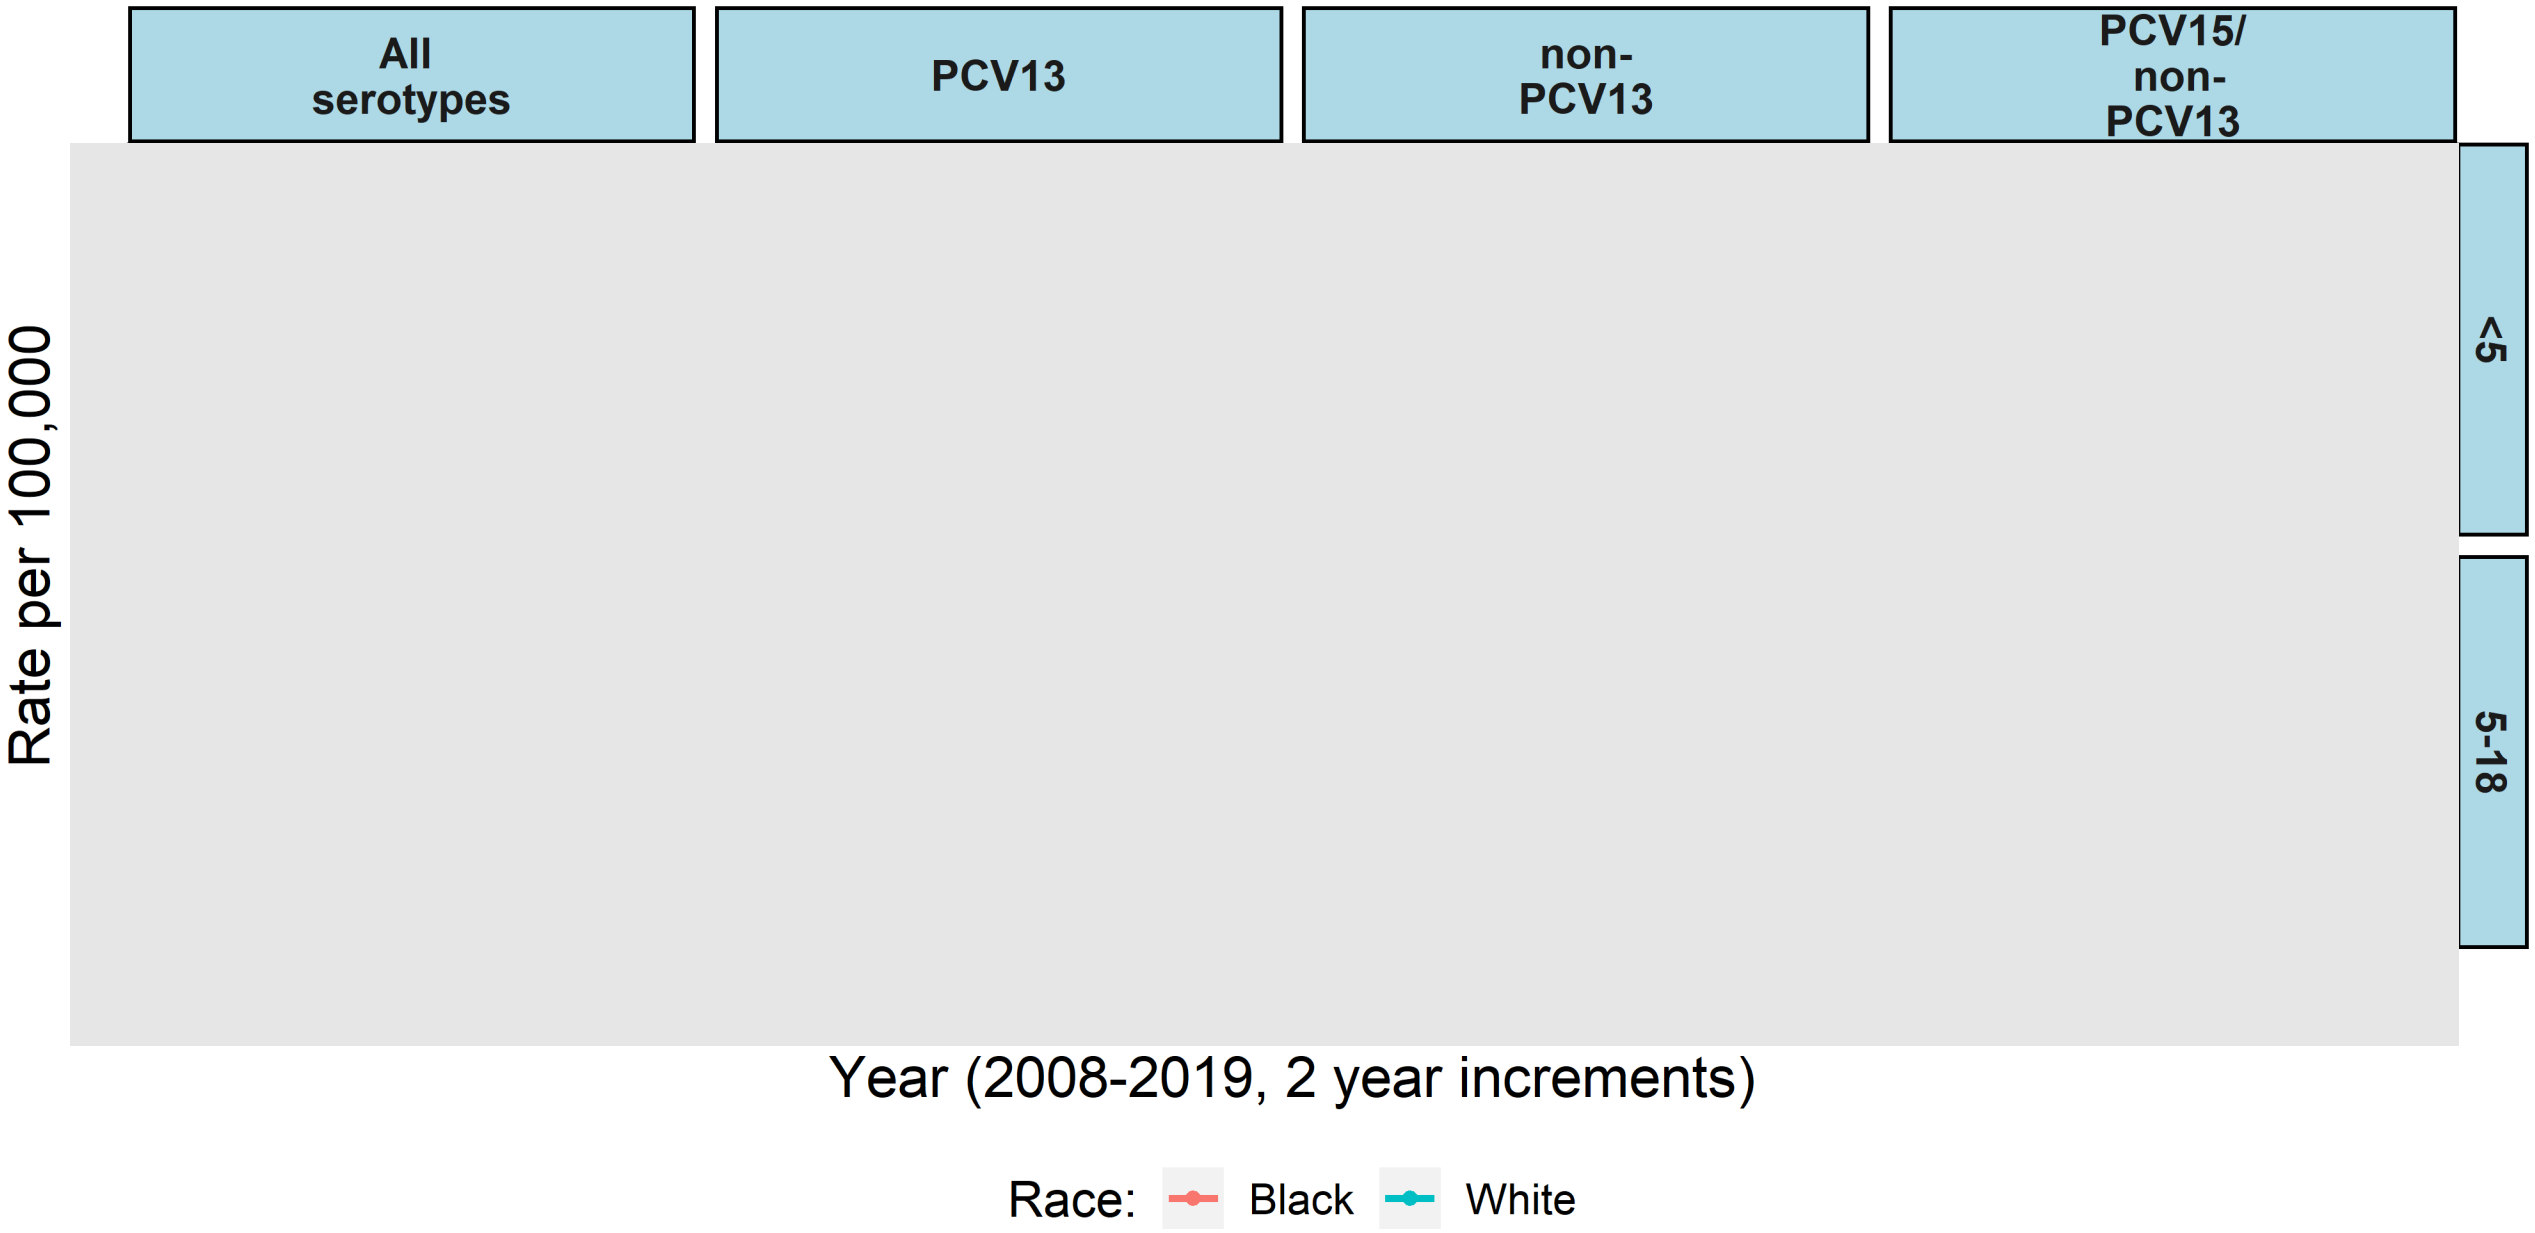 All
serotypes
PCV13
non-
PCV13
PCV15/
non-
PCV13
<5
5-18
Rate per 100,000
Year (2008-2019, 2 year increments)
Race: Black White